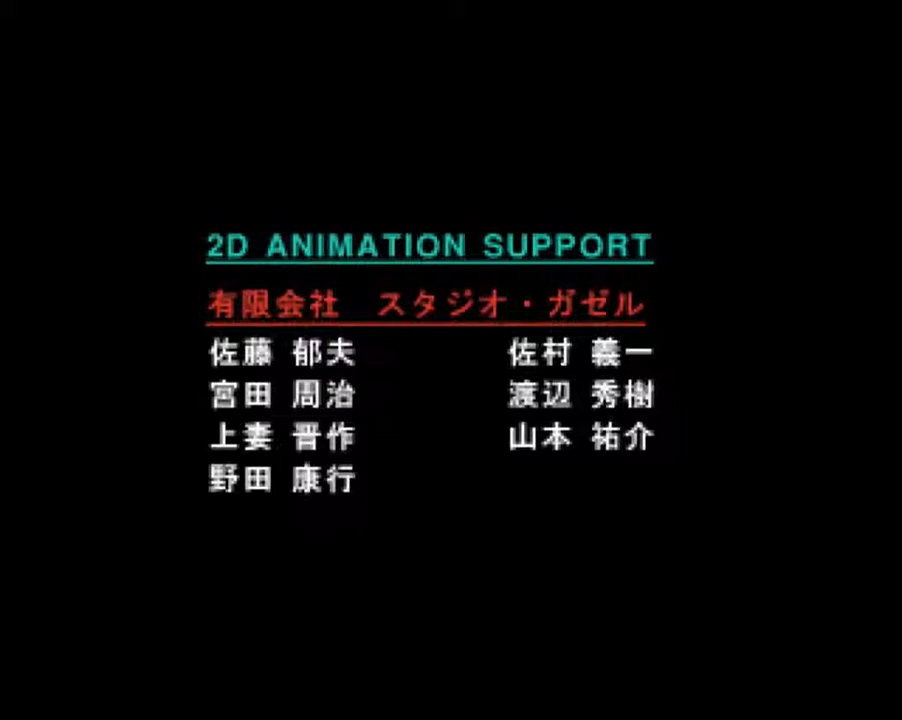 2D ANIMATION SUPPORT
有限会社　スタジオ・ガゼル
佐藤 郁夫 佐村 義一
宮田 周治 渡辺 秀樹
上妻 晋作 山本 祐介
野田 康行